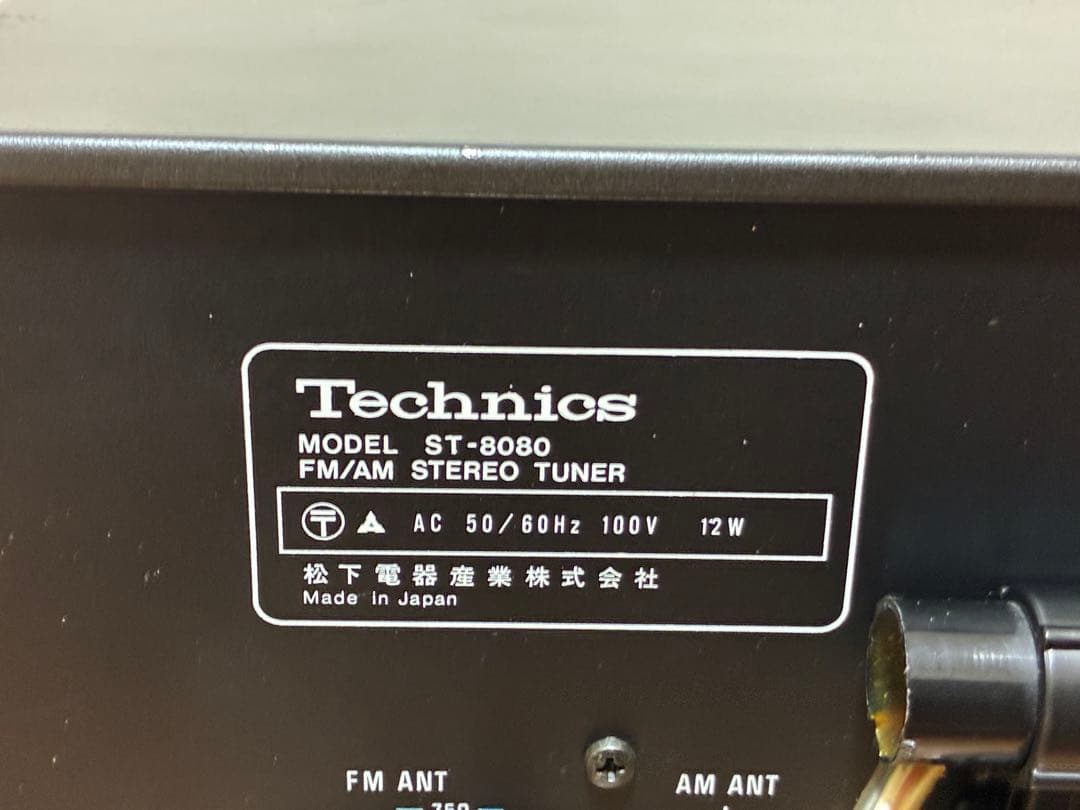 Technics
MODEL ST-8080
FM/AM STEREO TUNER
〒 AC 50/60Hz 100V 12W
松下電器産業株式会社
Made in Japan
FM ANT
AM ANT
75Ω